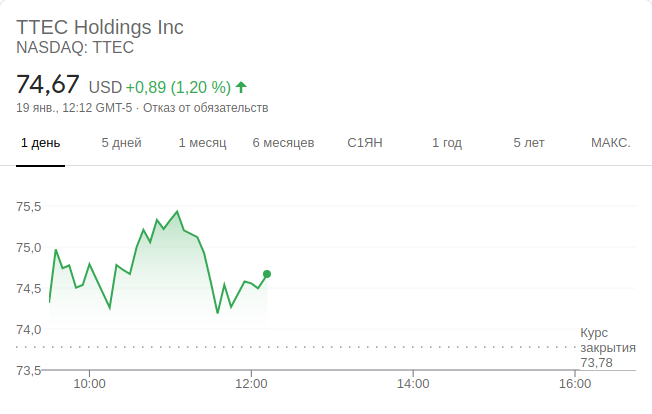 TTEC Holdings Inc
NASDAQ: TTEC
74,67 USD +0,89 (1,20 %)
19 янв., 12:12 GMT-5 · Отказ от обязательств
1 день 5 дней 1 месяц 6 месяцев С1ЯН 1 год 5 лет МАКС.
75,5
75,0
74,5
74,0
Курс
закрытия
73,78
73,5
10:00 12:00 14:00 16:00